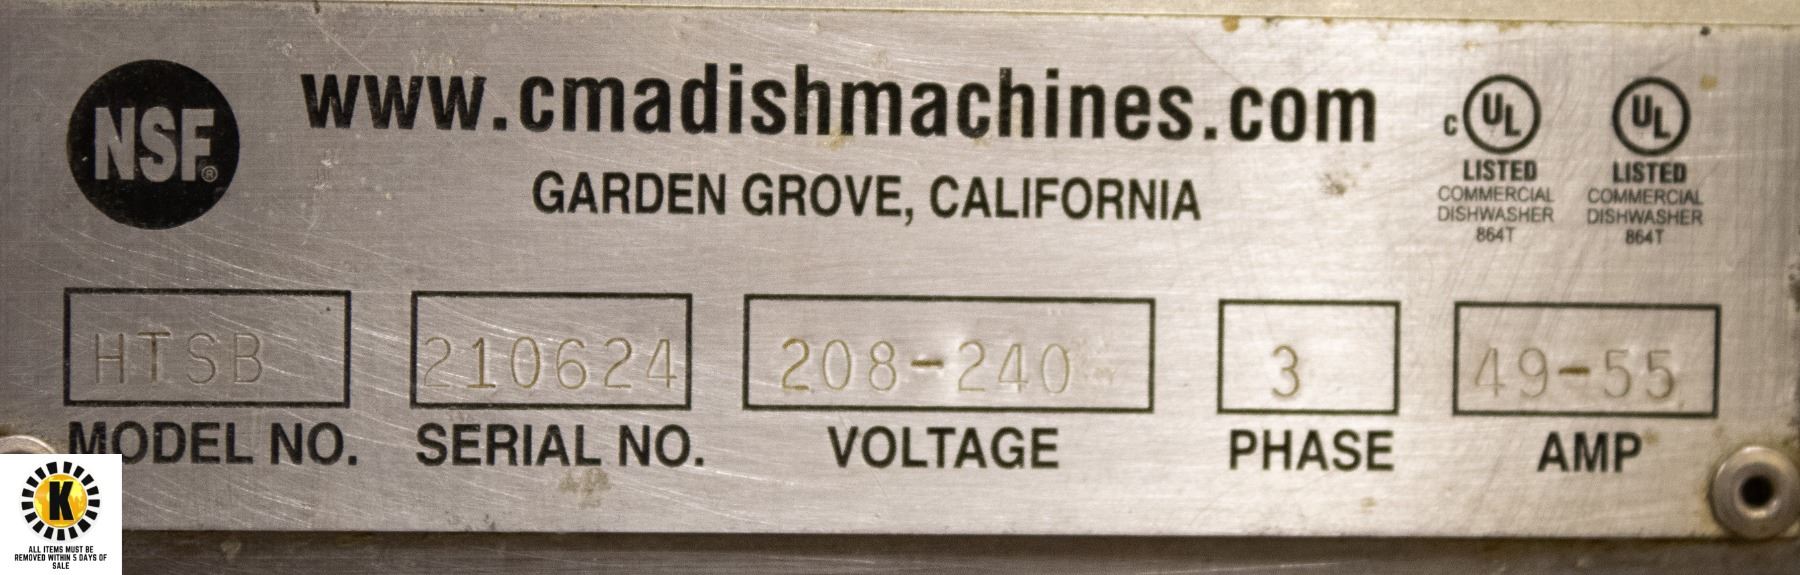 NSF®
www.cmadishmachines.com
GARDEN GROVE, CALIFORNIA
c UL LISTED
COMMERCIAL
DISHWASHER
864T
UL LISTED
COMMERCIAL
DISHWASHER
864T
HTSB
MODEL NO.
210624
SERIAL NO.
208-240
VOLTAGE
3
PHASE
49-55
AMP
K
ALL ITEMS MUST BE
REMOVED WITHIN 5 DAYS OF
SALE